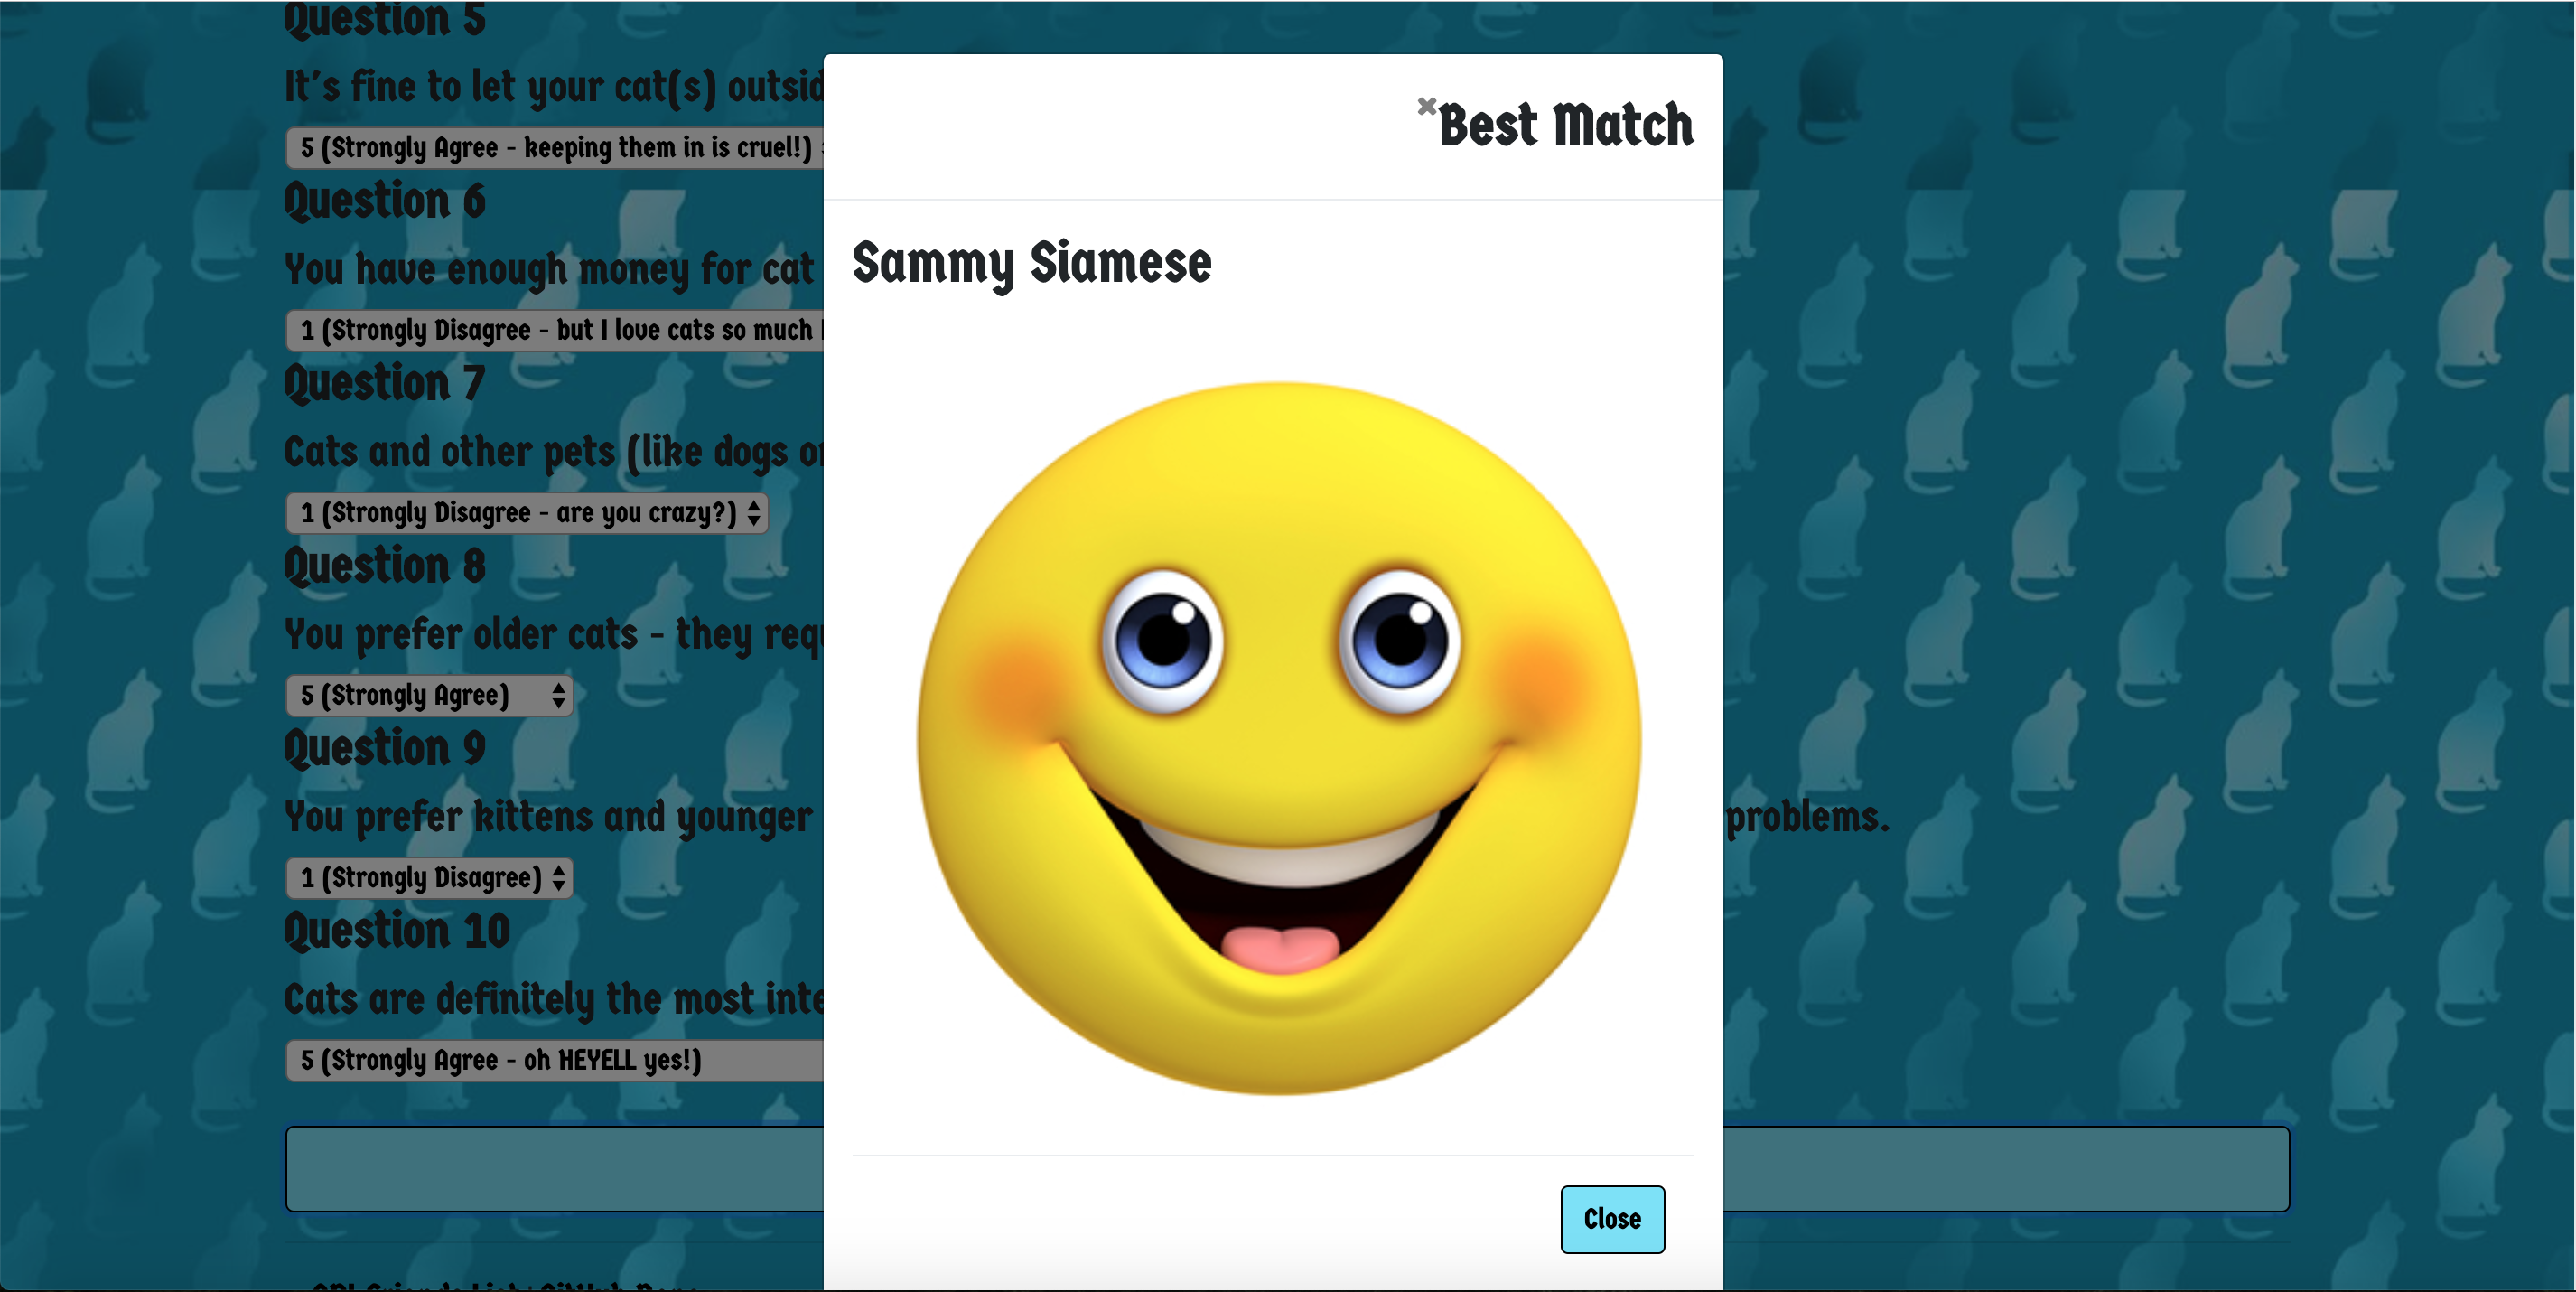 Question 5
It's fine to let your cat(s) outsid
5 (Strongly Agree - keeping them in is cruel!)
Question 6
You have enough money for cat
1 (Strongly Disagree - but I love cats so much
Question 7
Cats and other pets (like dogs or
1 (Strongly Disagree - are you crazy?)
Question 8
You prefer older cats - they requ
5 (Strongly Agree)
Question 9
You prefer kittens and younger problems.
1 (Strongly Disagree)
Question 10
Cats are definitely the most inte
5 (Strongly Agree - oh HEYELL yes!)
×Best Match
Sammy Siamese
Close